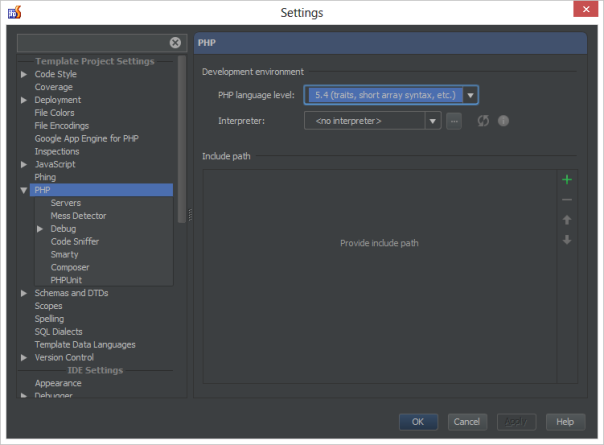 Settings
Template Project Settings
Code Style
Coverage
Deployment
File Colors
File Encodings
Google App Engine for PHP
Inspections
JavaScript
Phing
PHP
Servers
Mess Detector
Debug
Code Sniffer
Smarty
Composer
PHPUnit
Schemas and DTDs
Scopes
Spelling
SQL Dialects
Template Data Languages
Version Control
IDE Settings
Appearance
Debugger
PHP
Development environment
PHP language level: 5.4 (traits, short array syntax, etc.)
Interpreter: <no interpreter> ...
Include path
Provide include path
OK Cancel Apply Help